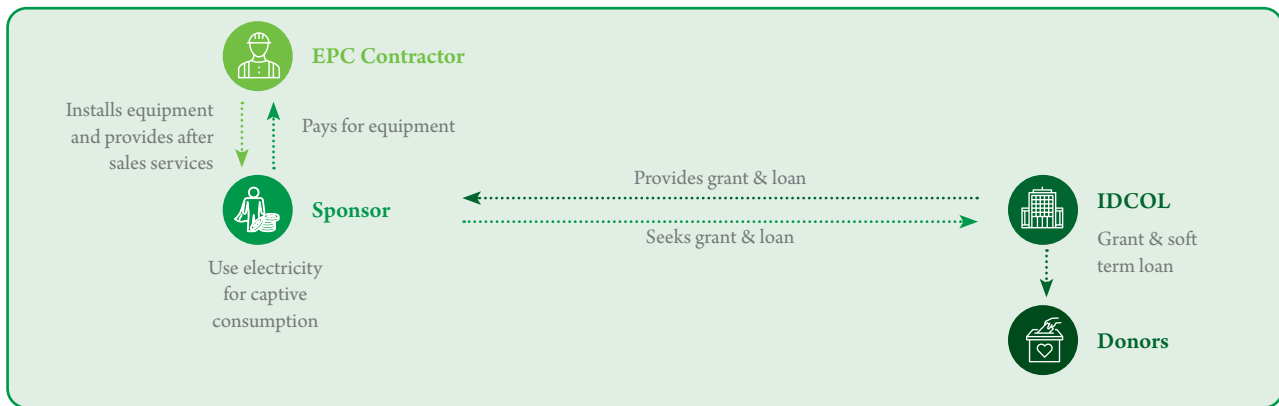 EPC Contractor
Installs equipment
and provides after
sales services
Pays for equipment
Sponsor
Use electricity
for captive
consumption
Provides grant & loan
Seeks grant & loan
IDCOL
Grant & soft
term loan
Donors